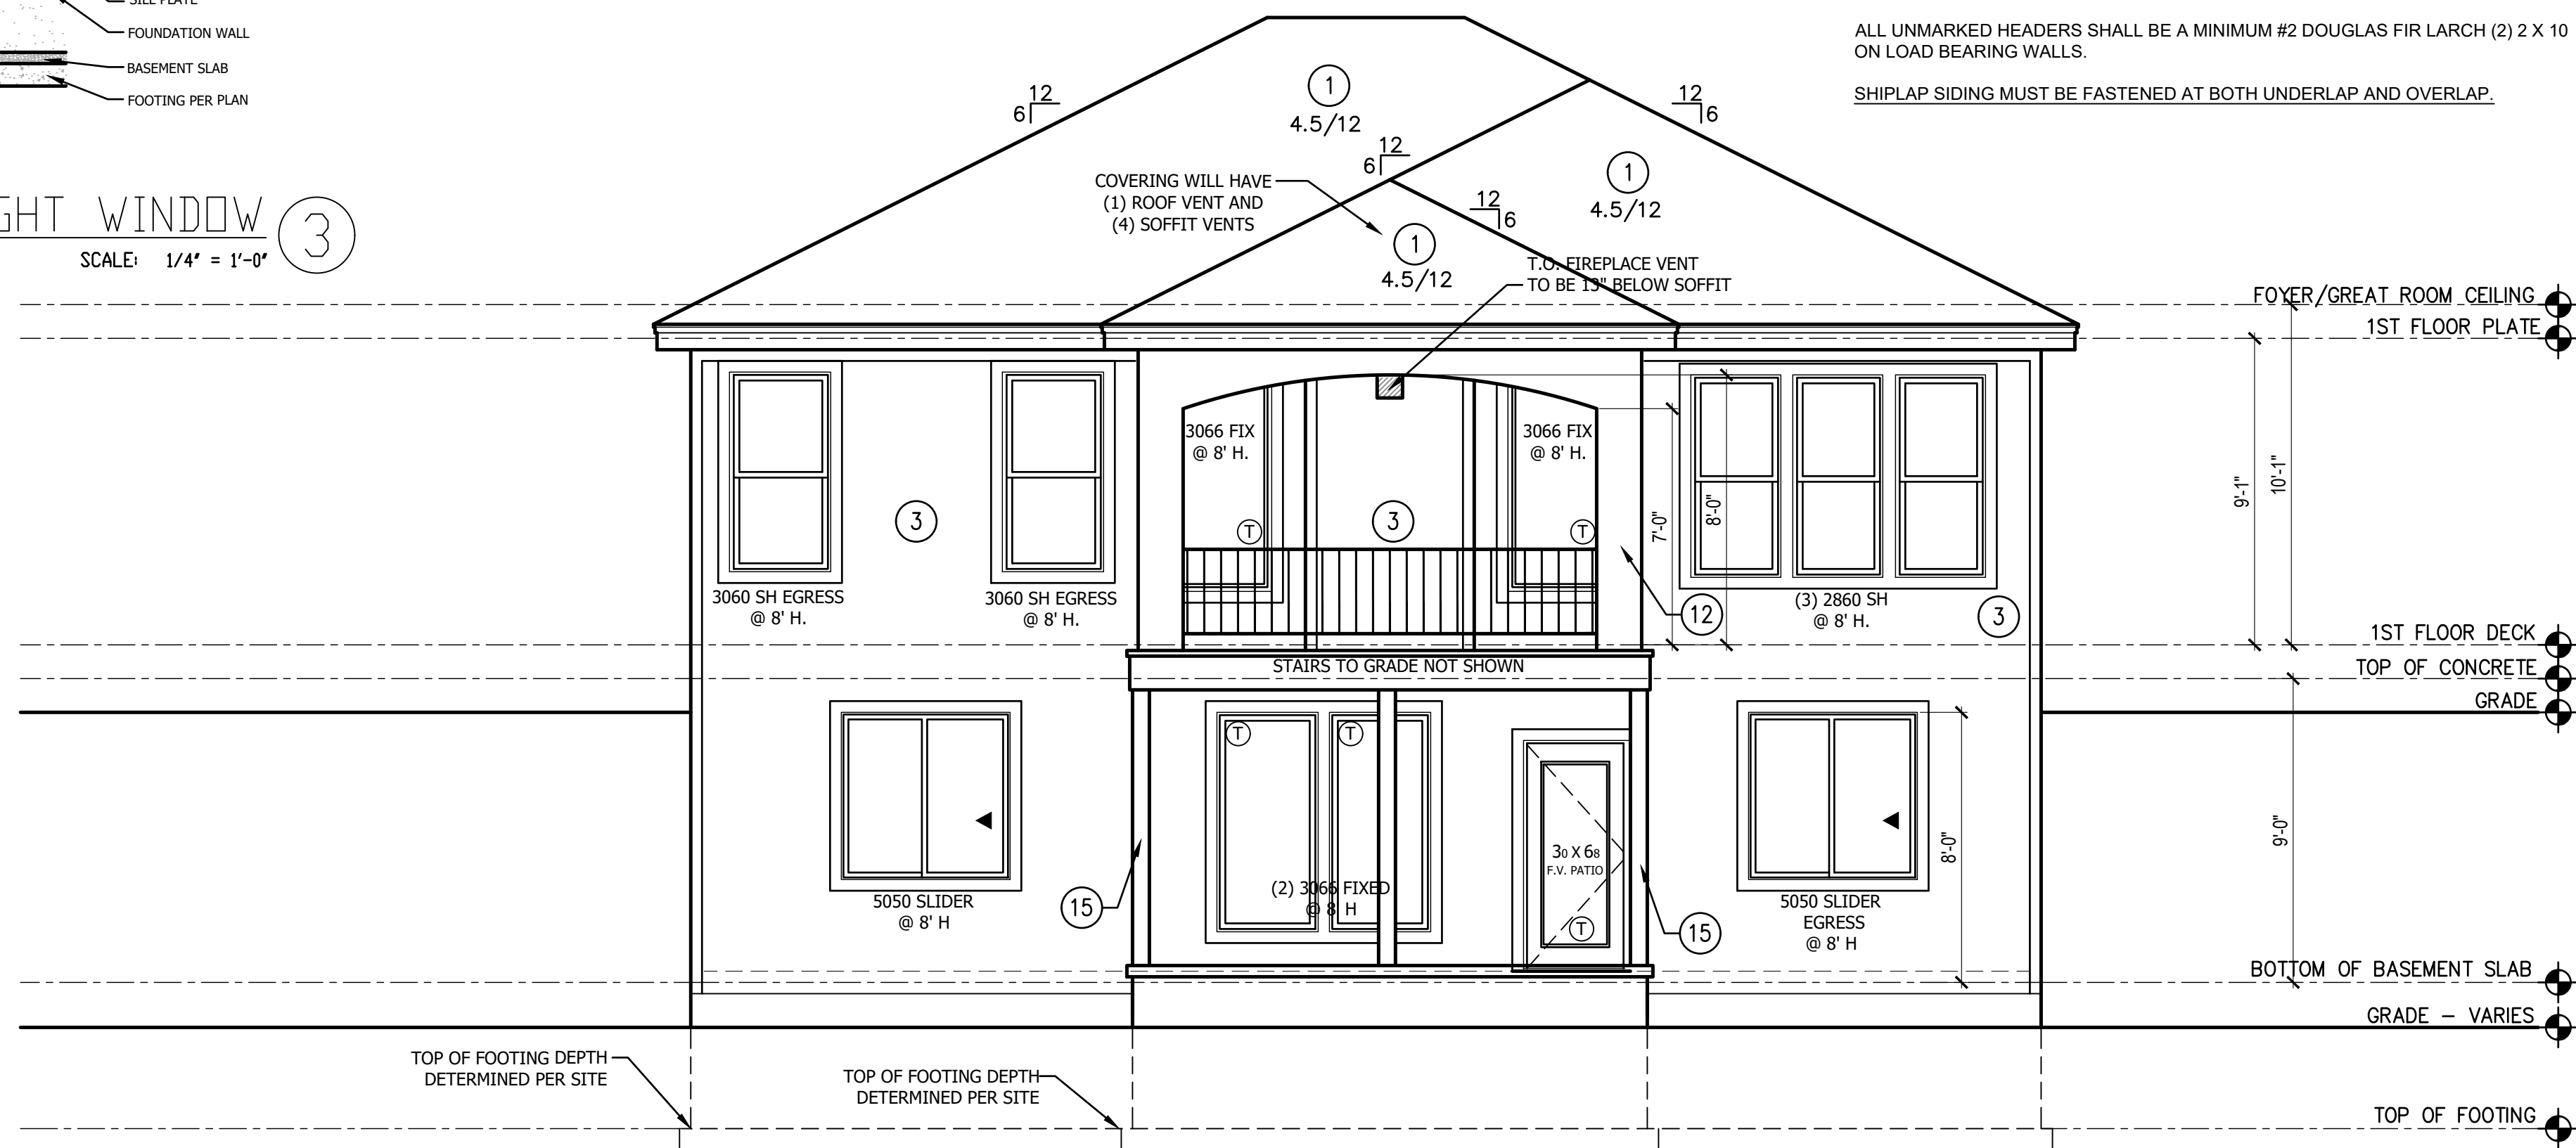 SILL PLATE
FOUNDATION WALL
BASEMENT SLAB
FOOTING PER PLAN
GHT WINDOW 3
SCALE: 1/4" = 1'-0"
ALL UNMARKED HEADERS SHALL BE A MINIMUM #2 DOUGLAS FIR LARCH (2) 2 X 10
ON LOAD BEARING WALLS.
SHIPLAP SIDING MUST BE FASTENED AT BOTH UNDERLAP AND OVERLAP.
12
6
1
4.5/12
12
6
12
6
1
4.5/12
12
6
COVERING WILL HAVE
(1) ROOF VENT AND
(4) SOFFIT VENTS
1
4.5/12
T.O. FIREPLACE VENT
TO BE 13" BELOW SOFFIT
FOYER/GREAT ROOM CEILING
1ST FLOOR PLATE
3066 FIX
@ 8' H.
3066 FIX
@ 8' H.
3
3
T
T
7'-0"
8'-0"
9'-1"
10'-1"
3060 SH EGRESS
@ 8' H.
3060 SH EGRESS
@ 8' H.
12
(3) 2860 SH
@ 8' H.
3
1ST FLOOR DECK
STAIRS TO GRADE NOT SHOWN
TOP OF CONCRETE
GRADE
T
T
30 X 68
F.V. PATIO
T
(2) 3066 FIXED
@ 8' H
8'-0"
9'-0"
5050 SLIDER
@ 8' H
15
15
5050 SLIDER
EGRESS
@ 8' H
BOTTOM OF BASEMENT SLAB
GRADE - VARIES
TOP OF FOOTING DEPTH
DETERMINED PER SITE
TOP OF FOOTING DEPTH
DETERMINED PER SITE
TOP OF FOOTING